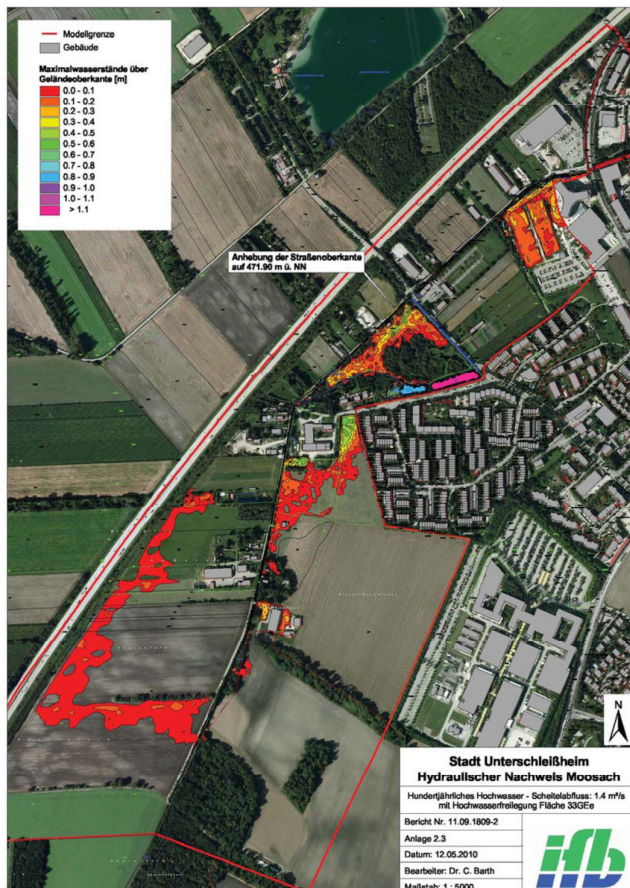 Modellgrenze
Gebäude
Maximalwasserstände über
Geländeoberkante [m]
0.0 - 0.1
0.1 - 0.2
0.2 - 0.3
0.3 - 0.4
0.4 - 0.5
0.5 - 0.6
0.6 - 0.7
0.7 - 0.8
0.8 - 0.9
0.9 - 1.0
1.0 - 1.1
> 1.1
Anhebung der Straßenoberkante
auf 471.90 m ü. NN
N
Stadt Unterschleißheim
Hydraulischer Nachweis Moosach
Hundertjährliches Hochwasser - Scheitelabfluss: 1.4 m³/s
mit Hochwasserfreilegung Fläche 33GEe
Bericht Nr. 11.09.1809-2
Anlage 2.3
Datum: 12.05.2010
Bearbeiter: Dr. C. Barth
Maßstab: 1 : 5000
ifb